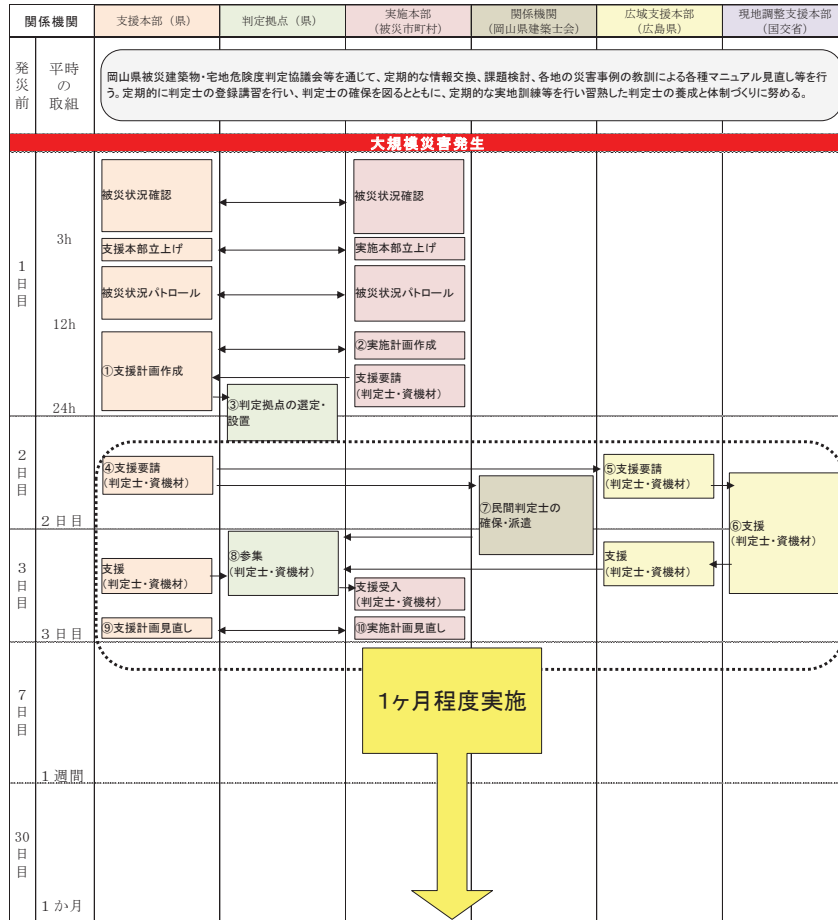 関係機関
支援本部（県）
判定拠点（県）
実施本部
（被災市町村）
関係機関
（岡山県建築士会）
広域支援本部
（広島県）
現地調整支援本部
（国交省）
発災前
平時の取組
岡山県被災建築物・宅地危険度判定協議会等を通じて、定期的な情報交換、課題検討、各地の災害事例の教訓による各種マニュアル見直し等を行
う。定期的に判定士の登録講習を行い、判定士の確保を図るとともに、定期的な実地訓練等を行い習熟した判定士の養成と体制づくりに努める。
大規模災害発生
1日目
3h
12h
24h
被災状況確認
被災状況確認
支援本部立上げ
実施本部立上げ
被災状況パトロール
被災状況パトロール
①支援計画作成
②実施計画作成
支援要請
（判定士・資機材）
③判定拠点の選定・
設置
2日目
2日目
④支援要請
（判定士・資機材）
⑤支援要請
（判定士・資機材）
⑦民間判定士の
確保・派遣
⑥支援
（判定士・資機材）
3日目
3日目
支援
（判定士・資機材）
⑧参集
（判定士・資機材）
支援受入
（判定士・資機材）
支援
（判定士・資機材）
⑨支援計画見直し
⑩実施計画見直し
7日目
1週間
1ヶ月程度実施
30日目
1か月